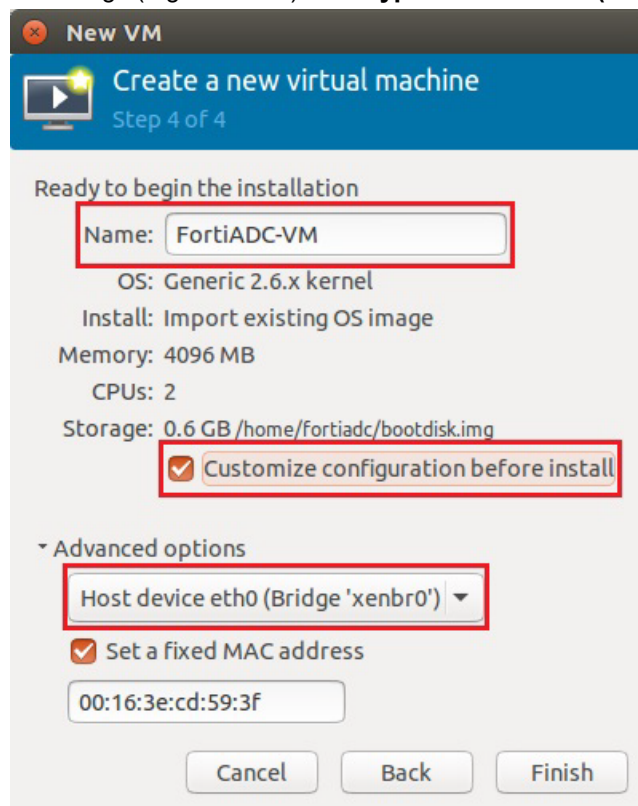 New VM
Create a new virtual machine
Step 4 of 4
Ready to begin the installation
Name: FortiADC-VM
OS: Generic 2.6.x kernel
Install: Import existing OS image
Memory: 4096 MB
CPUs: 2
Storage: 0.6 GB /home/fortiadc/bootdisk.img
Customize configuration before install
Advanced options
Host device eth0 (Bridge 'xenbr0')
Set a fixed MAC address
00:16:3e:cd:59:3f
Cancel Back Finish